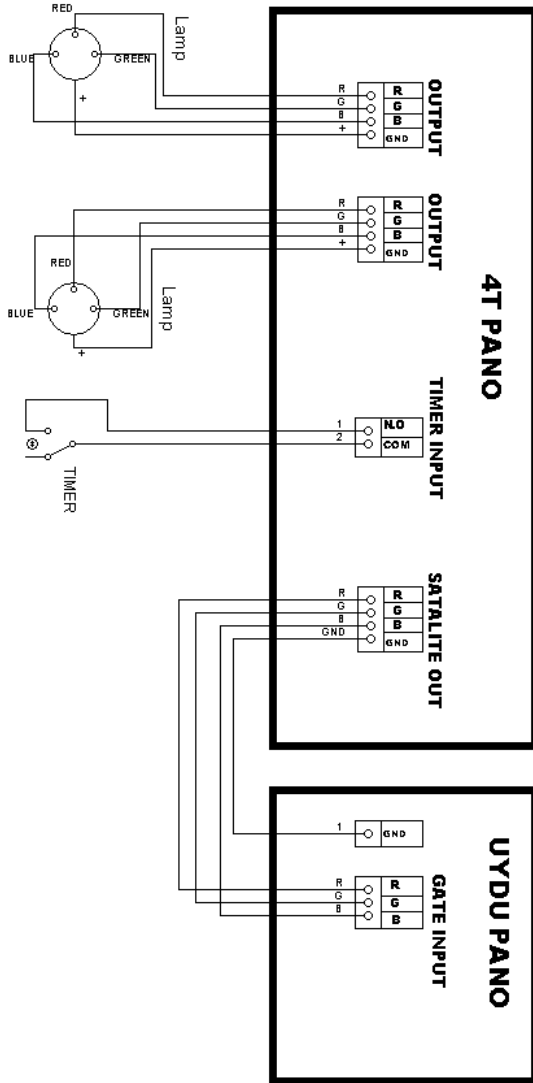 RED
BLUE
GREEN
+
Lamp
R
G
B
+
R
G
B
GND
OUTPUT
R
G
B
+
R
G
B
GND
OUTPUT
RED
BLUE
GREEN
+
Lamp
4T PANO
1
2
N.O
COM
TIMER INPUT
TIMER
R
G
B
GND
R
G
B
GND
SATALITE OUT
1
GND
UYDU PANO
R
G
B
R
G
B
GATE INPUT